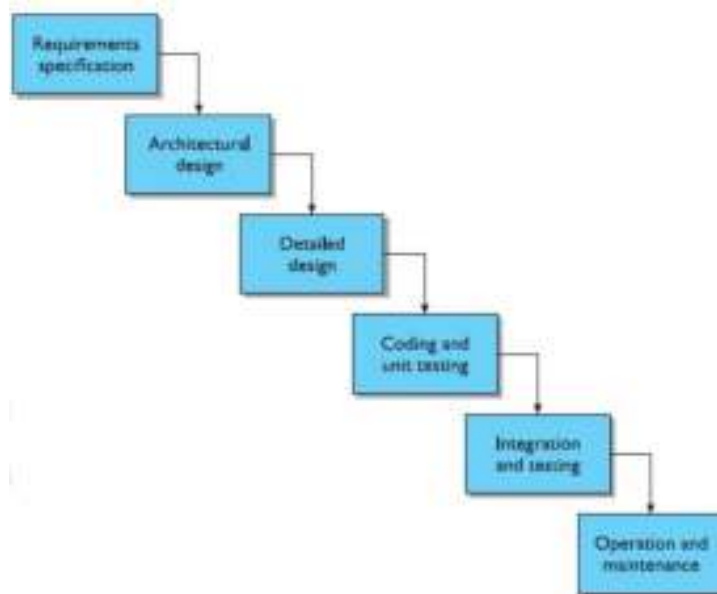 Requirements
specification
Architectural
design
Detailed
design
Coding and
unit testing
Integration
and testing
Operation and
maintenance